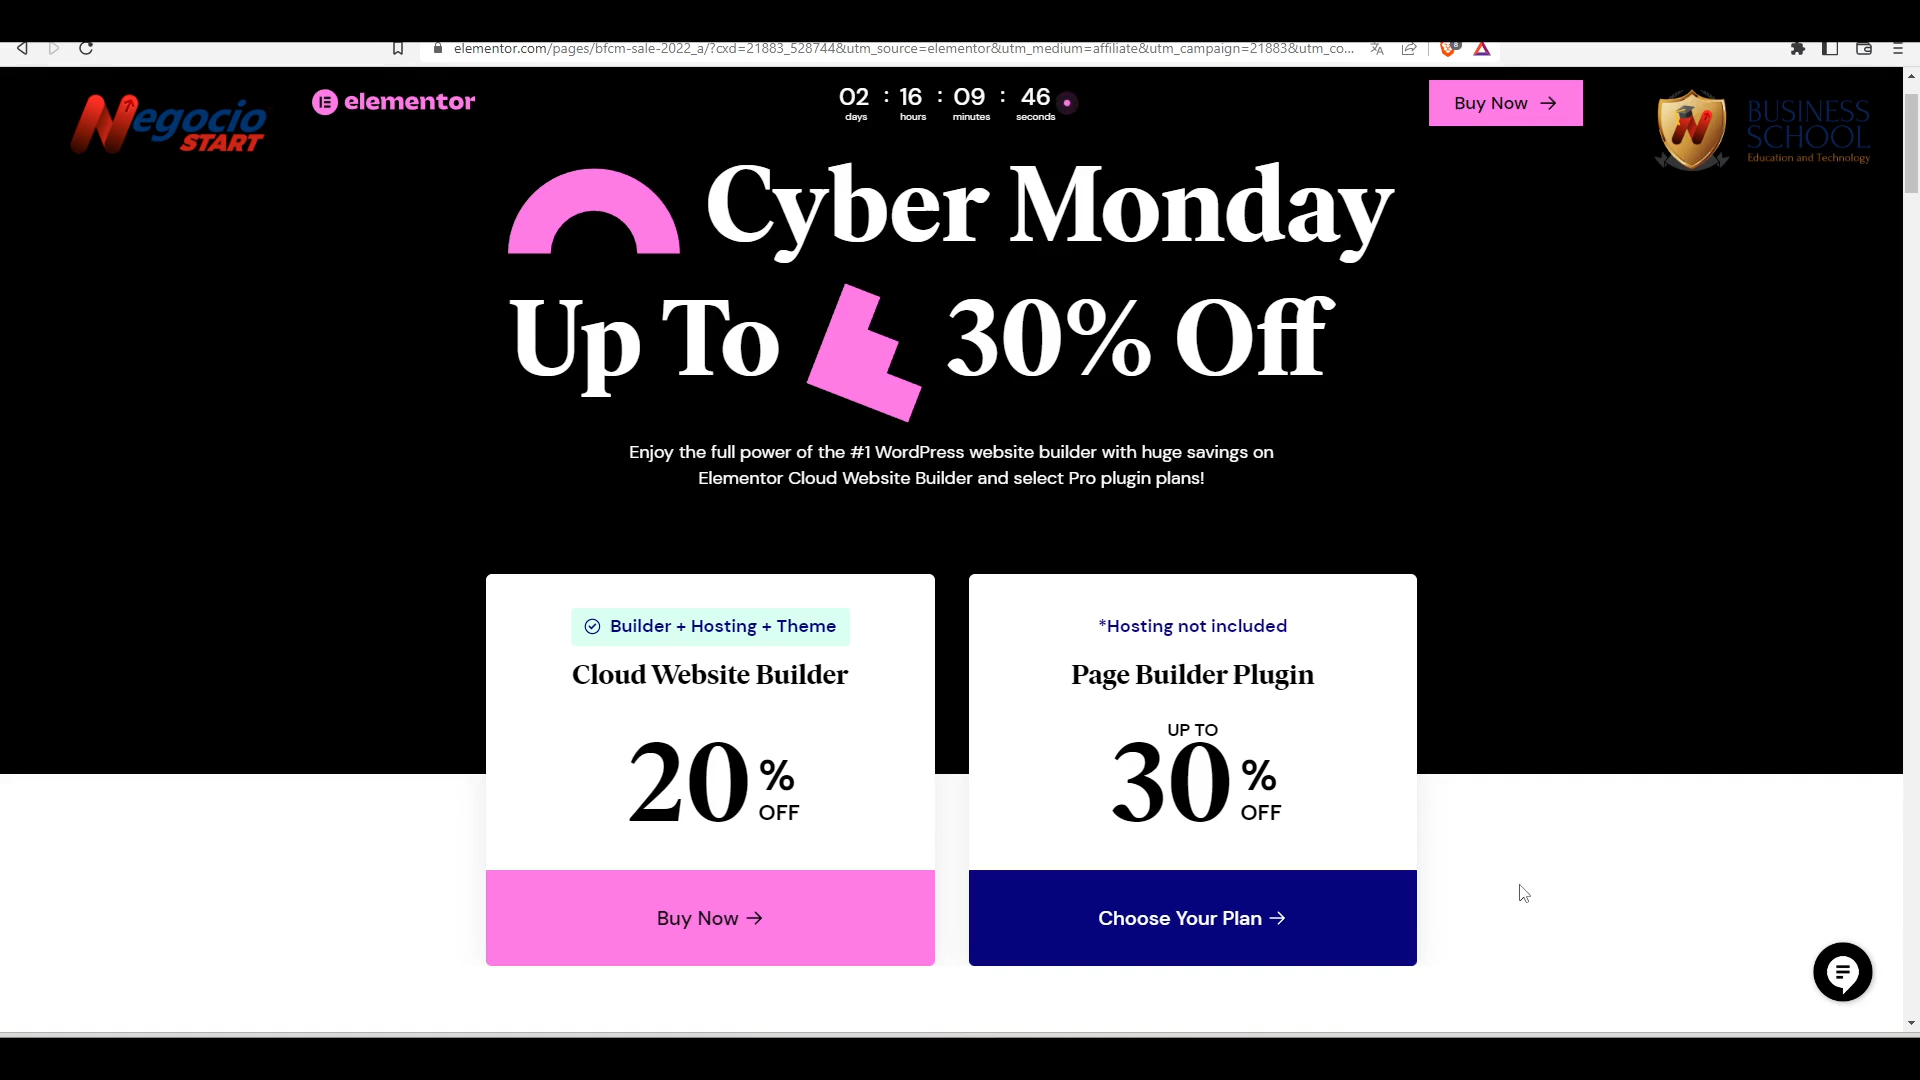 elementor.com/pages/bfcm-sale-2022_a/?cxd=21883_528744&utm_source=elementor&utm_medium=affiliate&utm_campaign=21883&utm_co...
Negocio
START
elementor
02 : 16 : 09 : 46
days hours minutes seconds
Buy Now →
BUSINESS
SCHOOL
Education and Technology
Cyber Monday
Up To 30% Off
Enjoy the full power of the #1 WordPress website builder with huge savings on
Elementor Cloud Website Builder and select Pro plugin plans!
Builder + Hosting + Theme
Cloud Website Builder
20%
OFF
Buy Now →
*Hosting not included
Page Builder Plugin
UP TO
30%
OFF
Choose Your Plan →